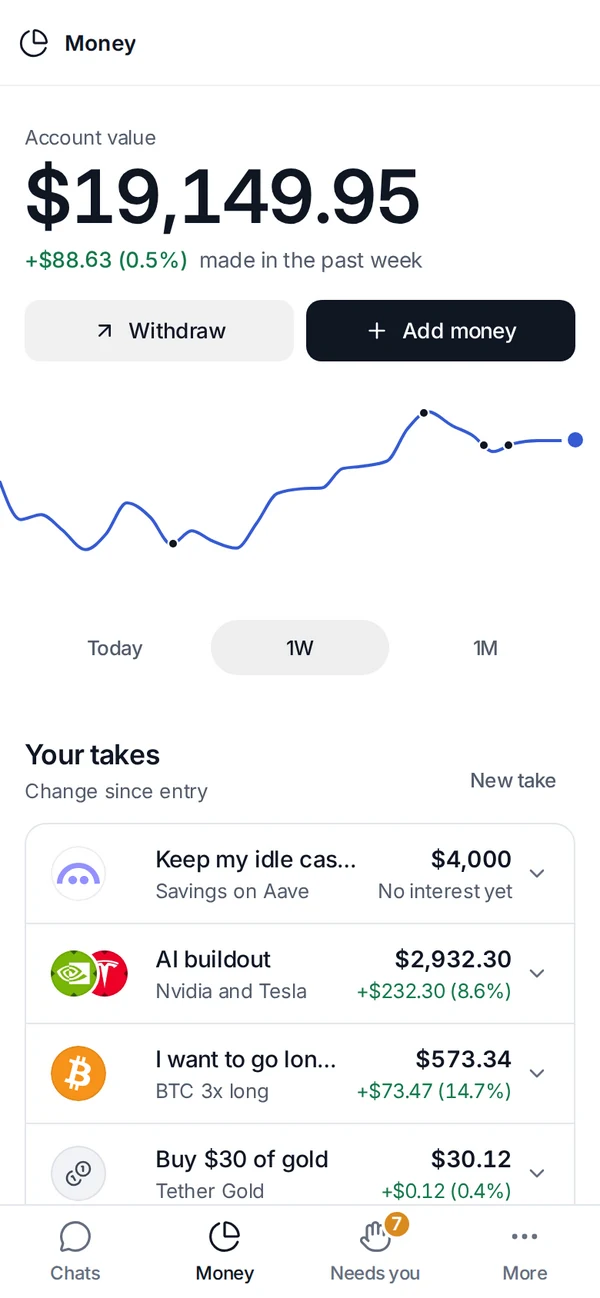 Money
Account value
$19,149.95
+$88.63 (0.5%) made in the past week
Withdraw
Add money
Today
1W
1M
Your takes
Change since entry
New take
Keep my idle cas...
$4,000
Savings on Aave
No interest yet
AI buildout
$2,932.30
Nvidia and Tesla
+$232.30 (8.6%)
I want to go lon...
$573.34
BTC 3x long
+$73.47 (14.7%)
Buy $30 of gold
$30.12
Tether Gold
+$0.12 (0.4%)
7
Chats
Money
Needs you
More